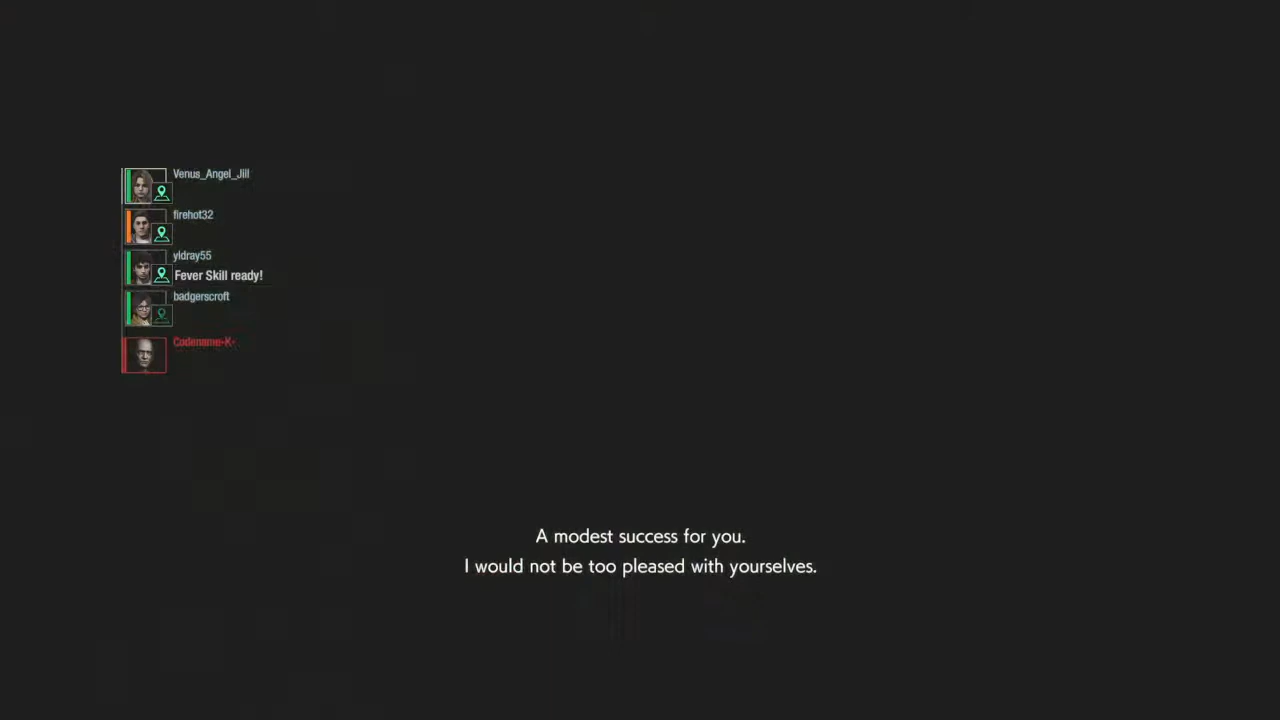 Venus_Angel_Jill
firehot32
yldray55
Fever Skill ready!
badgerscroft
Codename-K-
A modest success for you.
I would not be too pleased with yourselves.